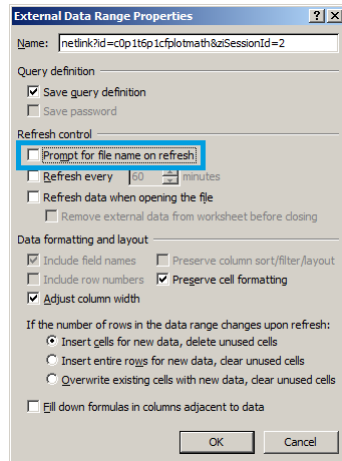 External Data Range Properties
Name: netlink?id=c0p1t6p1cfplotmath&ziSessionId=2
Query definition
Save query definition
Save password
Refresh control
Prompt for file name on refresh
Refresh every 60 minutes
Refresh data when opening the file
Remove external data from worksheet before closing
Data formatting and layout
Include field names Preserve column sort/filter/layout
Include row numbers Preserve cell formatting
Adjust column width
If the number of rows in the data range changes upon refresh:
Insert cells for new data, delete unused cells
Insert entire rows for new data, clear unused cells
Overwrite existing cells with new data, clear unused cells
Fill down formulas in columns adjacent to data
OK Cancel